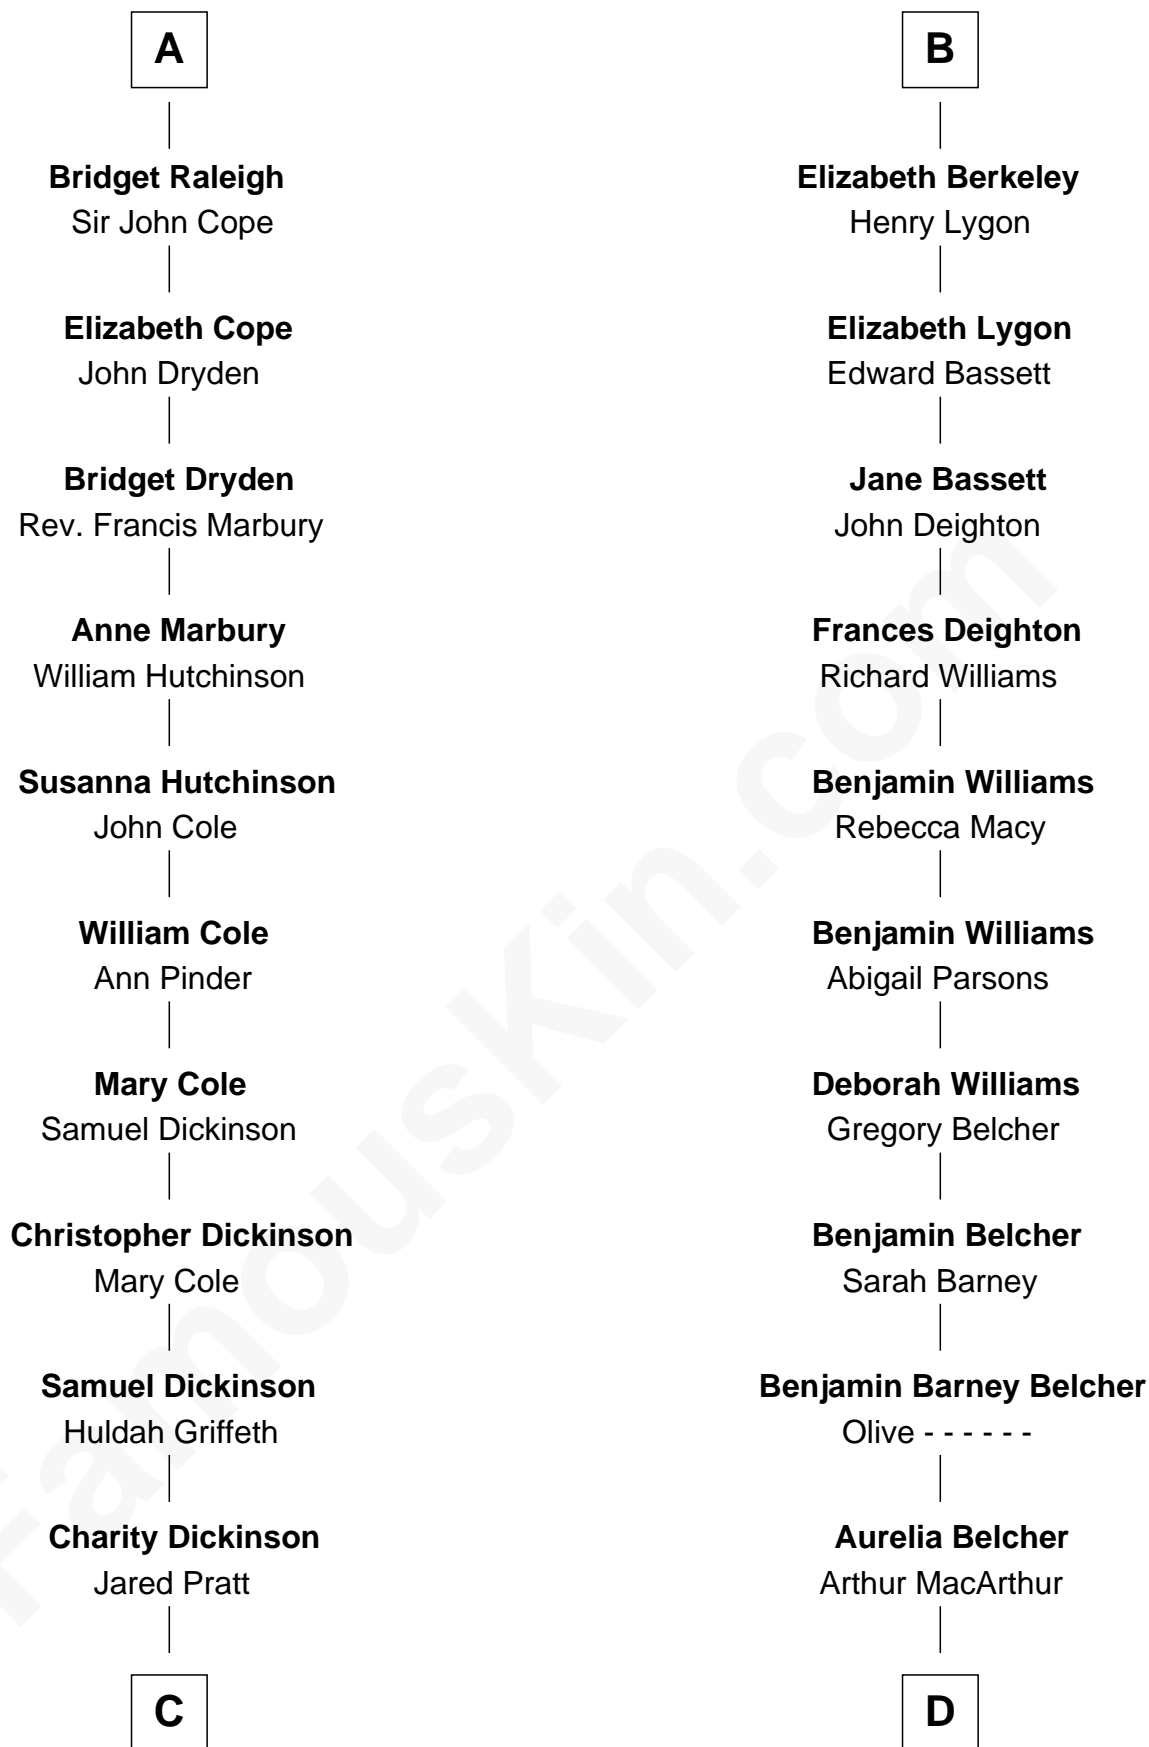 A
Bridget Raleigh
Sir John Cope
Elizabeth Cope
John Dryden
Bridget Dryden
Rev. Francis Marbury
Anne Marbury
William Hutchinson
Susanna Hutchinson
John Cole
William Cole
Ann Pinder
Mary Cole
Samuel Dickinson
Christopher Dickinson
Mary Cole
Samuel Dickinson
Huldah Griffeth
Charity Dickinson
Jared Pratt
C
B
Elizabeth Berkeley
Henry Lygon
Elizabeth Lygon
Edward Bassett
Jane Bassett
John Deighton
Frances Deighton
Richard Williams
Benjamin Williams
Rebecca Macy
Benjamin Williams
Abigail Parsons
Deborah Williams
Gregory Belcher
Benjamin Belcher
Sarah Barney
Benjamin Barney Belcher
Olive - - - - - -
Aurelia Belcher
Arthur MacArthur
D
FamousKin.com